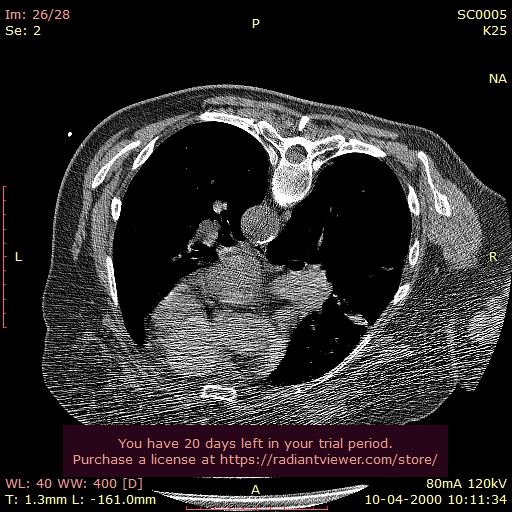 Im: 26/28
Se: 2
P
SC0005
K25
NA
L
R
You have 20 days left in your trial period.
Purchase a license at https://radiantviewer.com/store/
WL: 40 WW: 400 [D]
T: 1.3mm L: -161.0mm
A
80mA 120kV
10-04-2000 10:11:34